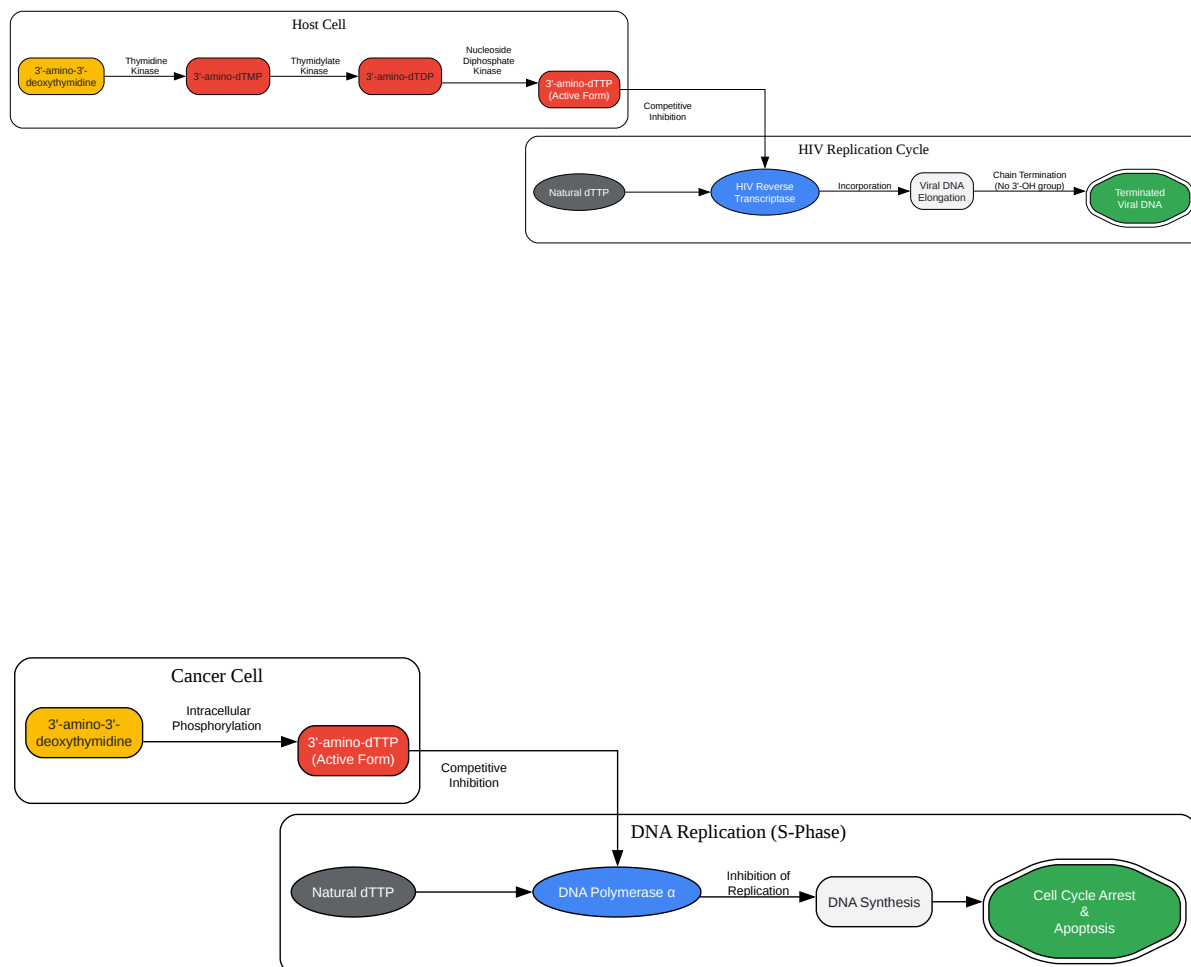 Host Cell
3'-amino-3'-
deoxythymidine
Thymidine
Kinase
3'-amino-dTMP
Thymidylate
Kinase
3'-amino-dTDP
Nucleoside
Diphosphate
Kinase
3'-amino-dTTP
(Active Form)
Competitive
Inhibition
HIV Replication Cycle
Natural dTTP
HIV Reverse
Transcriptase
Incorporation
Viral DNA
Elongation
Chain Termination
(No 3'-OH group)
Terminated
Viral DNA
Cancer Cell
3'-amino-3'-
deoxythymidine
Intracellular
Phosphorylation
3'-amino-dTTP
(Active Form)
Competitive
Inhibition
DNA Replication (S-Phase)
Natural dTTP
DNA Polymerase α
Inhibition of
Replication
DNA Synthesis
Cell Cycle Arrest
&
Apoptosis